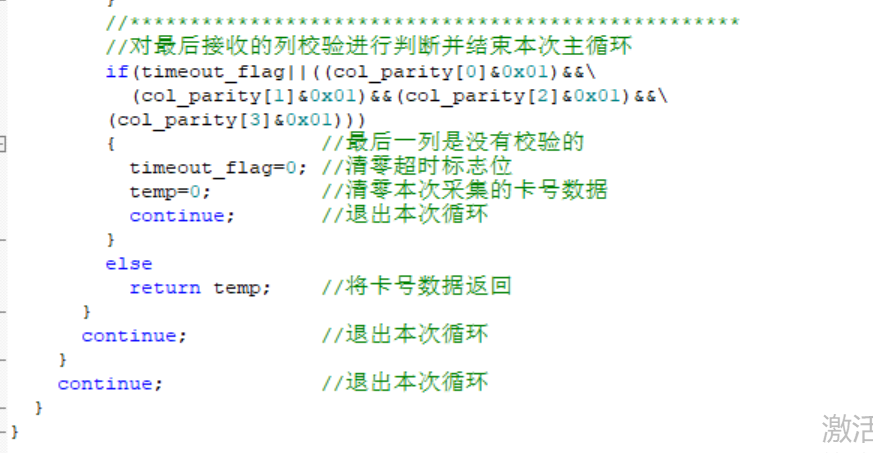 }
//***************************************************
//对最后接收的列校验进行判断并结束本次主循环
if(timeout_flag||((col_parity[0]&0x01)&&\
(col_parity[1]&0x01)&&(col_parity[2]&0x01)&&\
(col_parity[3]&0x01)))
{ //最后一列是没有校验的
timeout_flag=0; //清零超时标志位
temp=0; //清零本次采集的卡号数据
continue; //退出本次循环
}
else
return temp; //将卡号数据返回
}
continue; //退出本次循环
}
continue; //退出本次循环
}
}
激活